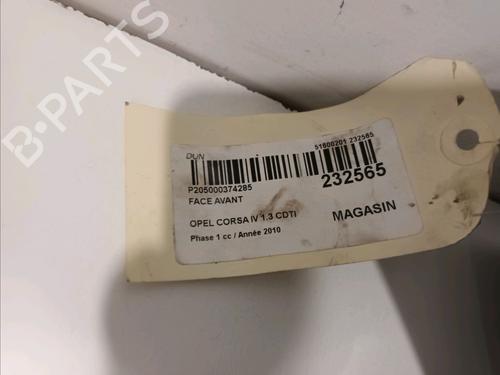 B-PARTS
DUN
51600201 232565
P205000374285
232565
FACE AVANT
OPEL CORSA IV 1.3 CDTI
MAGASIN
Phase 1 cc / Année 2010